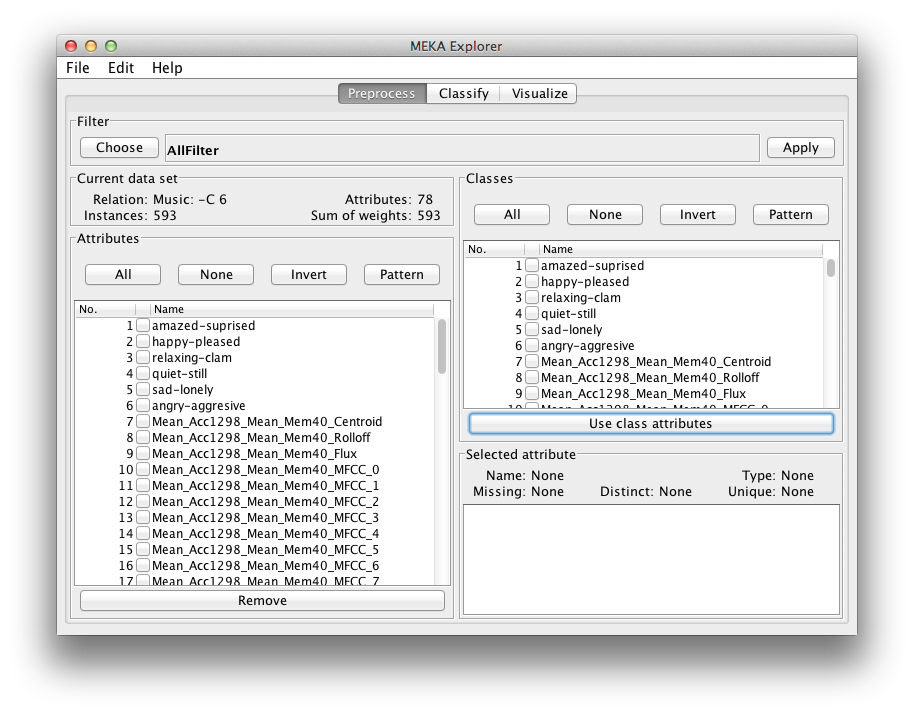 MEKA Explorer
File Edit Help
Preprocess Classify Visualize
Filter
Choose AllFilter Apply
Current data set
Relation: Music: -C 6 Attributes: 78
Instances: 593 Sum of weights: 593
Attributes
All None Invert Pattern
No. Name
1 amazed-suprised
2 happy-pleased
3 relaxing-clam
4 quiet-still
5 sad-lonely
6 angry-aggresive
7 Mean_Acc1298_Mean_Mem40_Centroid
8 Mean_Acc1298_Mean_Mem40_Rolloff
9 Mean_Acc1298_Mean_Mem40_Flux
10 Mean_Acc1298_Mean_Mem40_MFCC_0
11 Mean_Acc1298_Mean_Mem40_MFCC_1
12 Mean_Acc1298_Mean_Mem40_MFCC_2
13 Mean_Acc1298_Mean_Mem40_MFCC_3
14 Mean_Acc1298_Mean_Mem40_MFCC_4
15 Mean_Acc1298_Mean_Mem40_MFCC_5
16 Mean_Acc1298_Mean_Mem40_MFCC_6
17 Mean_Acc1298_Mean_Mem40_MFCC_7
Remove
Classes
All None Invert Pattern
No. Name
1 amazed-suprised
2 happy-pleased
3 relaxing-clam
4 quiet-still
5 sad-lonely
6 angry-aggresive
7 Mean_Acc1298_Mean_Mem40_Centroid
8 Mean_Acc1298_Mean_Mem40_Rolloff
9 Mean_Acc1298_Mean_Mem40_Flux
10 Mean_Acc1298_Mean_Mem40_MFCC_0
Use class attributes
Selected attribute
Name: None Type: None
Missing: None Distinct: None Unique: None